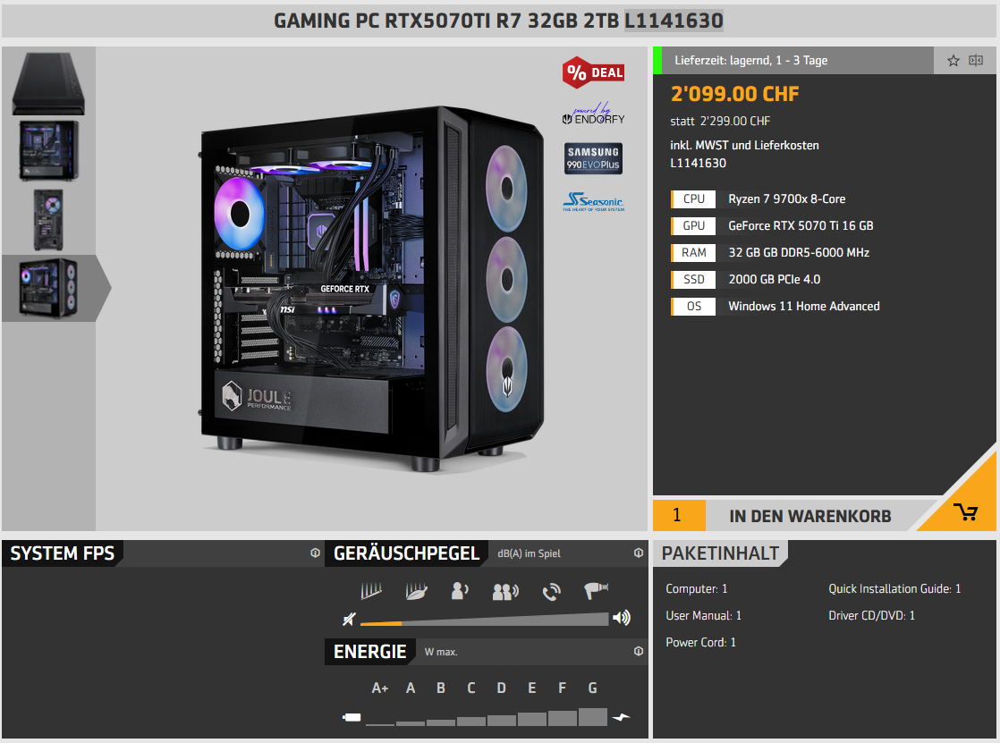 GAMING PC RTX5070TI R7 32GB 2TB L1141630
% DEAL
powered by
ENDORFY
SAMSUNG
990 EVO Plus
Seasonic
THE HEART OF YOUR SYSTEM
GEFORCE RTX
msi
JOULE
PERFORMANCE
Lieferzeit: lagernd, 1 - 3 Tage
2'099.00 CHF
statt 2'299.00 CHF
inkl. MWST und Lieferkosten
L1141630
CPU Ryzen 7 9700x 8-Core
GPU GeForce RTX 5070 Ti 16 GB
RAM 32 GB GB DDR5-6000 MHz
SSD 2000 GB PCIe 4.0
OS Windows 11 Home Advanced
1 IN DEN WARENKORB
SYSTEM FPS
GERÄUSCHPEGEL dB(A) im Spiel
ENERGIE W max.
A+ A B C D E F G
PAKETINHALT
Computer: 1
Quick Installation Guide: 1
User Manual: 1
Driver CD/DVD: 1
Power Cord: 1